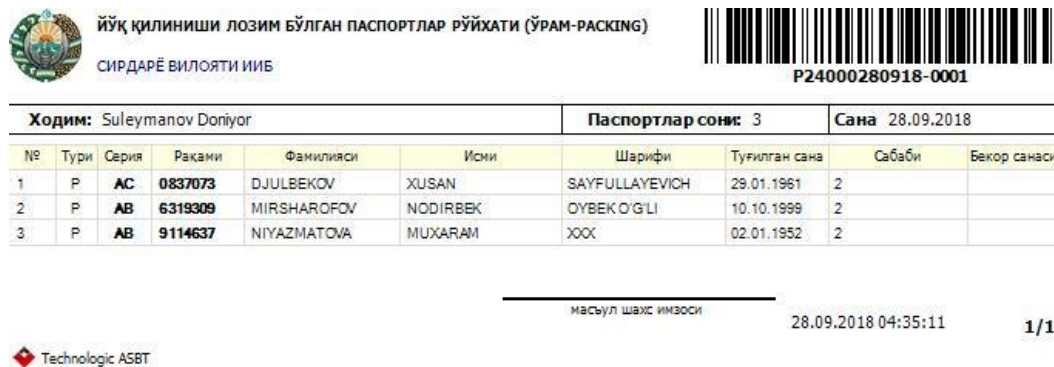 ЙЎҚ ҚИЛИНИШИ ЛОЗИМ БЎЛГАН ПАСПОРТЛАР РЎЙХАТИ (ЎРАМ-PACKING)
СИРДАРЁ ВИЛОЯТИ ИИБ
P24000280918-0001
Ходим: Suleymanov Doniyor Паспортлар сони: 3 Сана 28.09.2018
№ Тури Серия Рақами Фамилияси Исми Шарифи Туғилган сана Сабаби Бекор санаси
1 P AC 0837073 DJULBEKOV XUSAN SAYFULLAYEVICH 29.01.1961 2
2 P AB 6319309 MIRSHAROFOV NODIRBEK OYBEK O'G'LI 10.10.1999 2
3 P AB 9114637 NIYAZMATOVA MUXARAM XXX 02.01.1952 2
масъул шахс имзоси
28.09.2018 04:35:11
1/1
Technologic ASBT